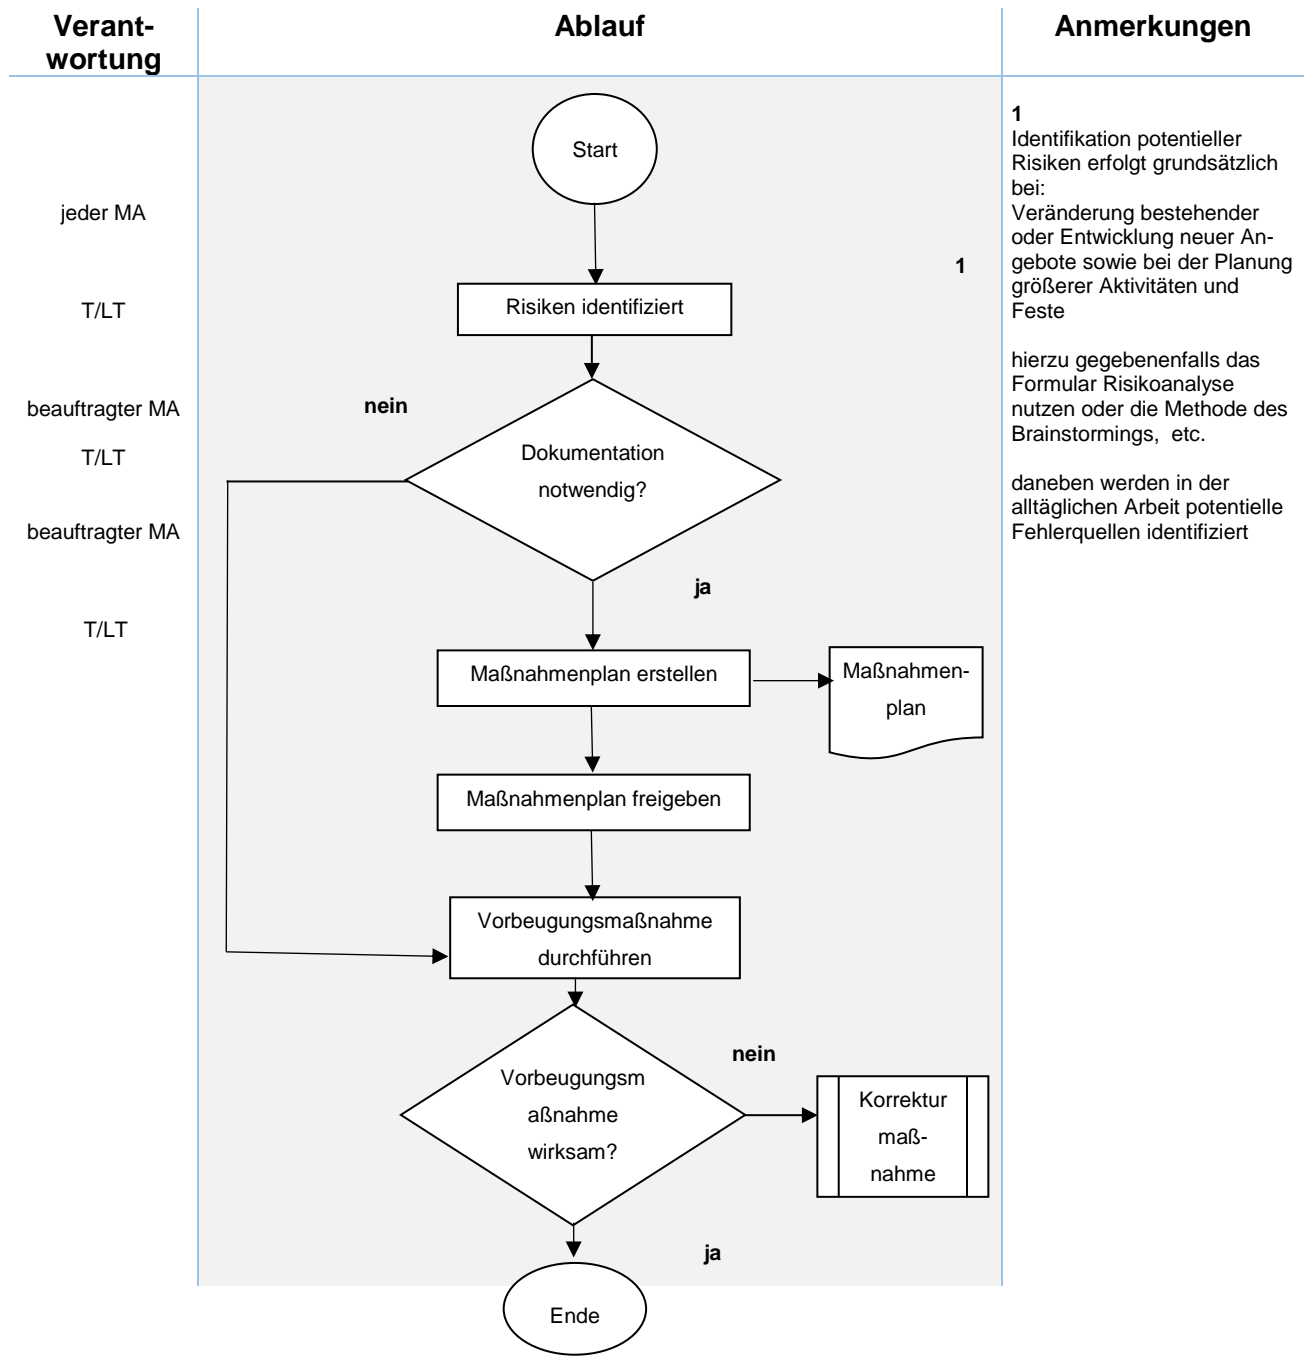 Verant-
wortung
Ablauf
Anmerkungen
jeder MA
T/LT
beauftragter MA
T/LT
beauftragter MA
T/LT
Start
1
Risiken identifiziert
nein
Dokumentation
notwendig?
ja
Maßnahmenplan erstellen
Maßnahmen-
plan
Maßnahmenplan freigeben
Vorbeugungsmaßnahme
durchführen
nein
Vorbeugungsm
aßnahme
wirksam?
Korrektur
maß-
nahme
ja
Ende
1
Identifikation potentieller
Risiken erfolgt grundsätzlich
bei:
Veränderung bestehender
oder Entwicklung neuer An-
gebote sowie bei der Planung
größerer Aktivitäten und
Feste
hierzu gegebenenfalls das
Formular Risikoanalyse
nutzen oder die Methode des
Brainstormings, etc.
daneben werden in der
alltäglichen Arbeit potentielle
Fehlerquellen identifiziert